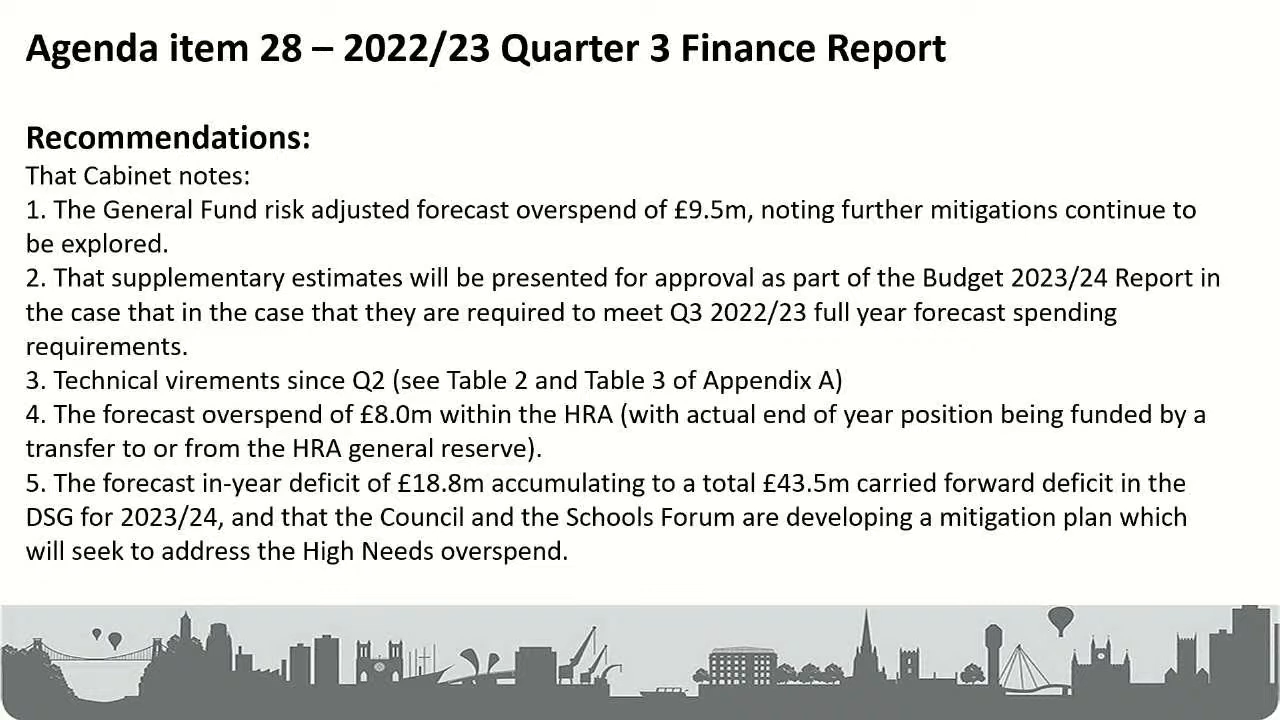 Agenda item 28 – 2022/23 Quarter 3 Finance Report
Recommendations:
That Cabinet notes:
1. The General Fund risk adjusted forecast overspend of £9.5m, noting further mitigations continue to
be explored.
2. That supplementary estimates will be presented for approval as part of the Budget 2023/24 Report in
the case that in the case that they are required to meet Q3 2022/23 full year forecast spending
requirements.
3. Technical virements since Q2 (see Table 2 and Table 3 of Appendix A)
4. The forecast overspend of £8.0m within the HRA (with actual end of year position being funded by a
transfer to or from the HRA general reserve).
5. The forecast in-year deficit of £18.8m accumulating to a total £43.5m carried forward deficit in the
DSG for 2023/24, and that the Council and the Schools Forum are developing a mitigation plan which
will seek to address the High Needs overspend.